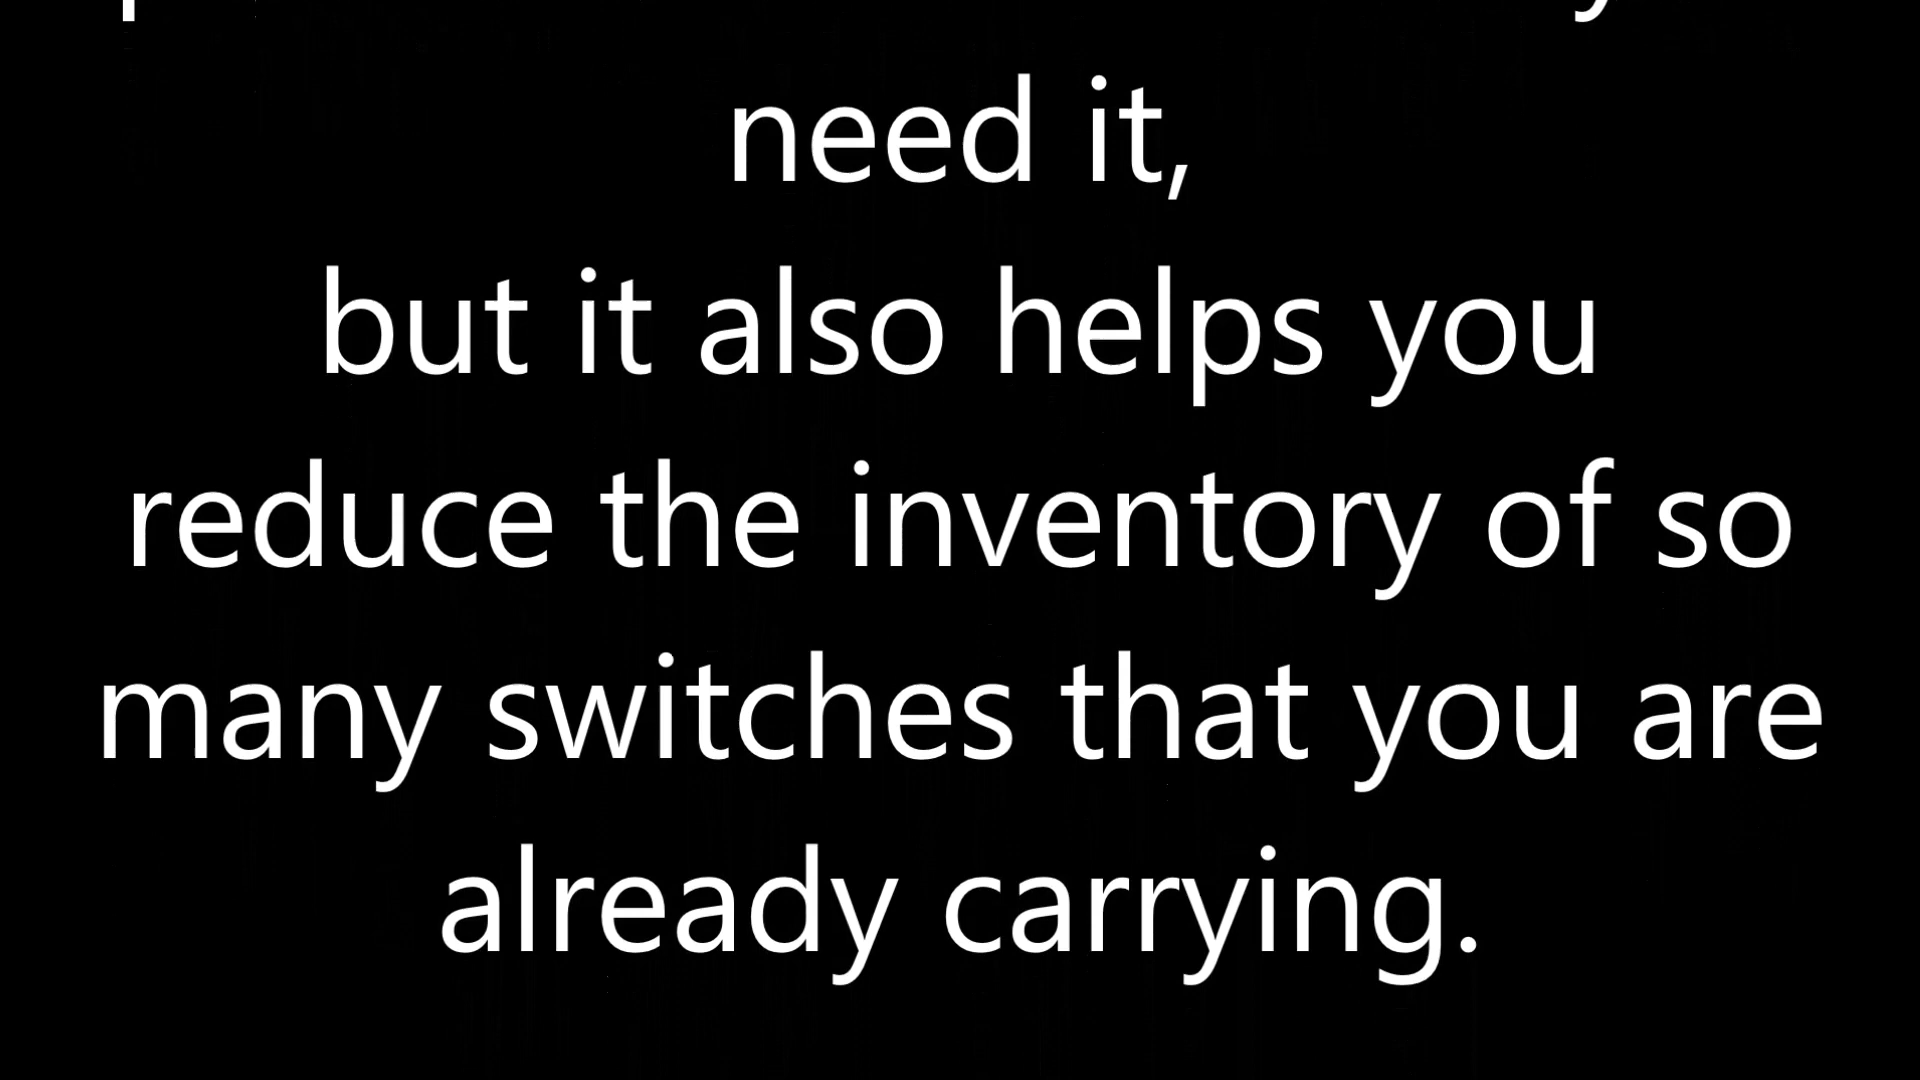 need it,
but it also helps you
reduce the inventory of so
many switches that you are
already carrying.